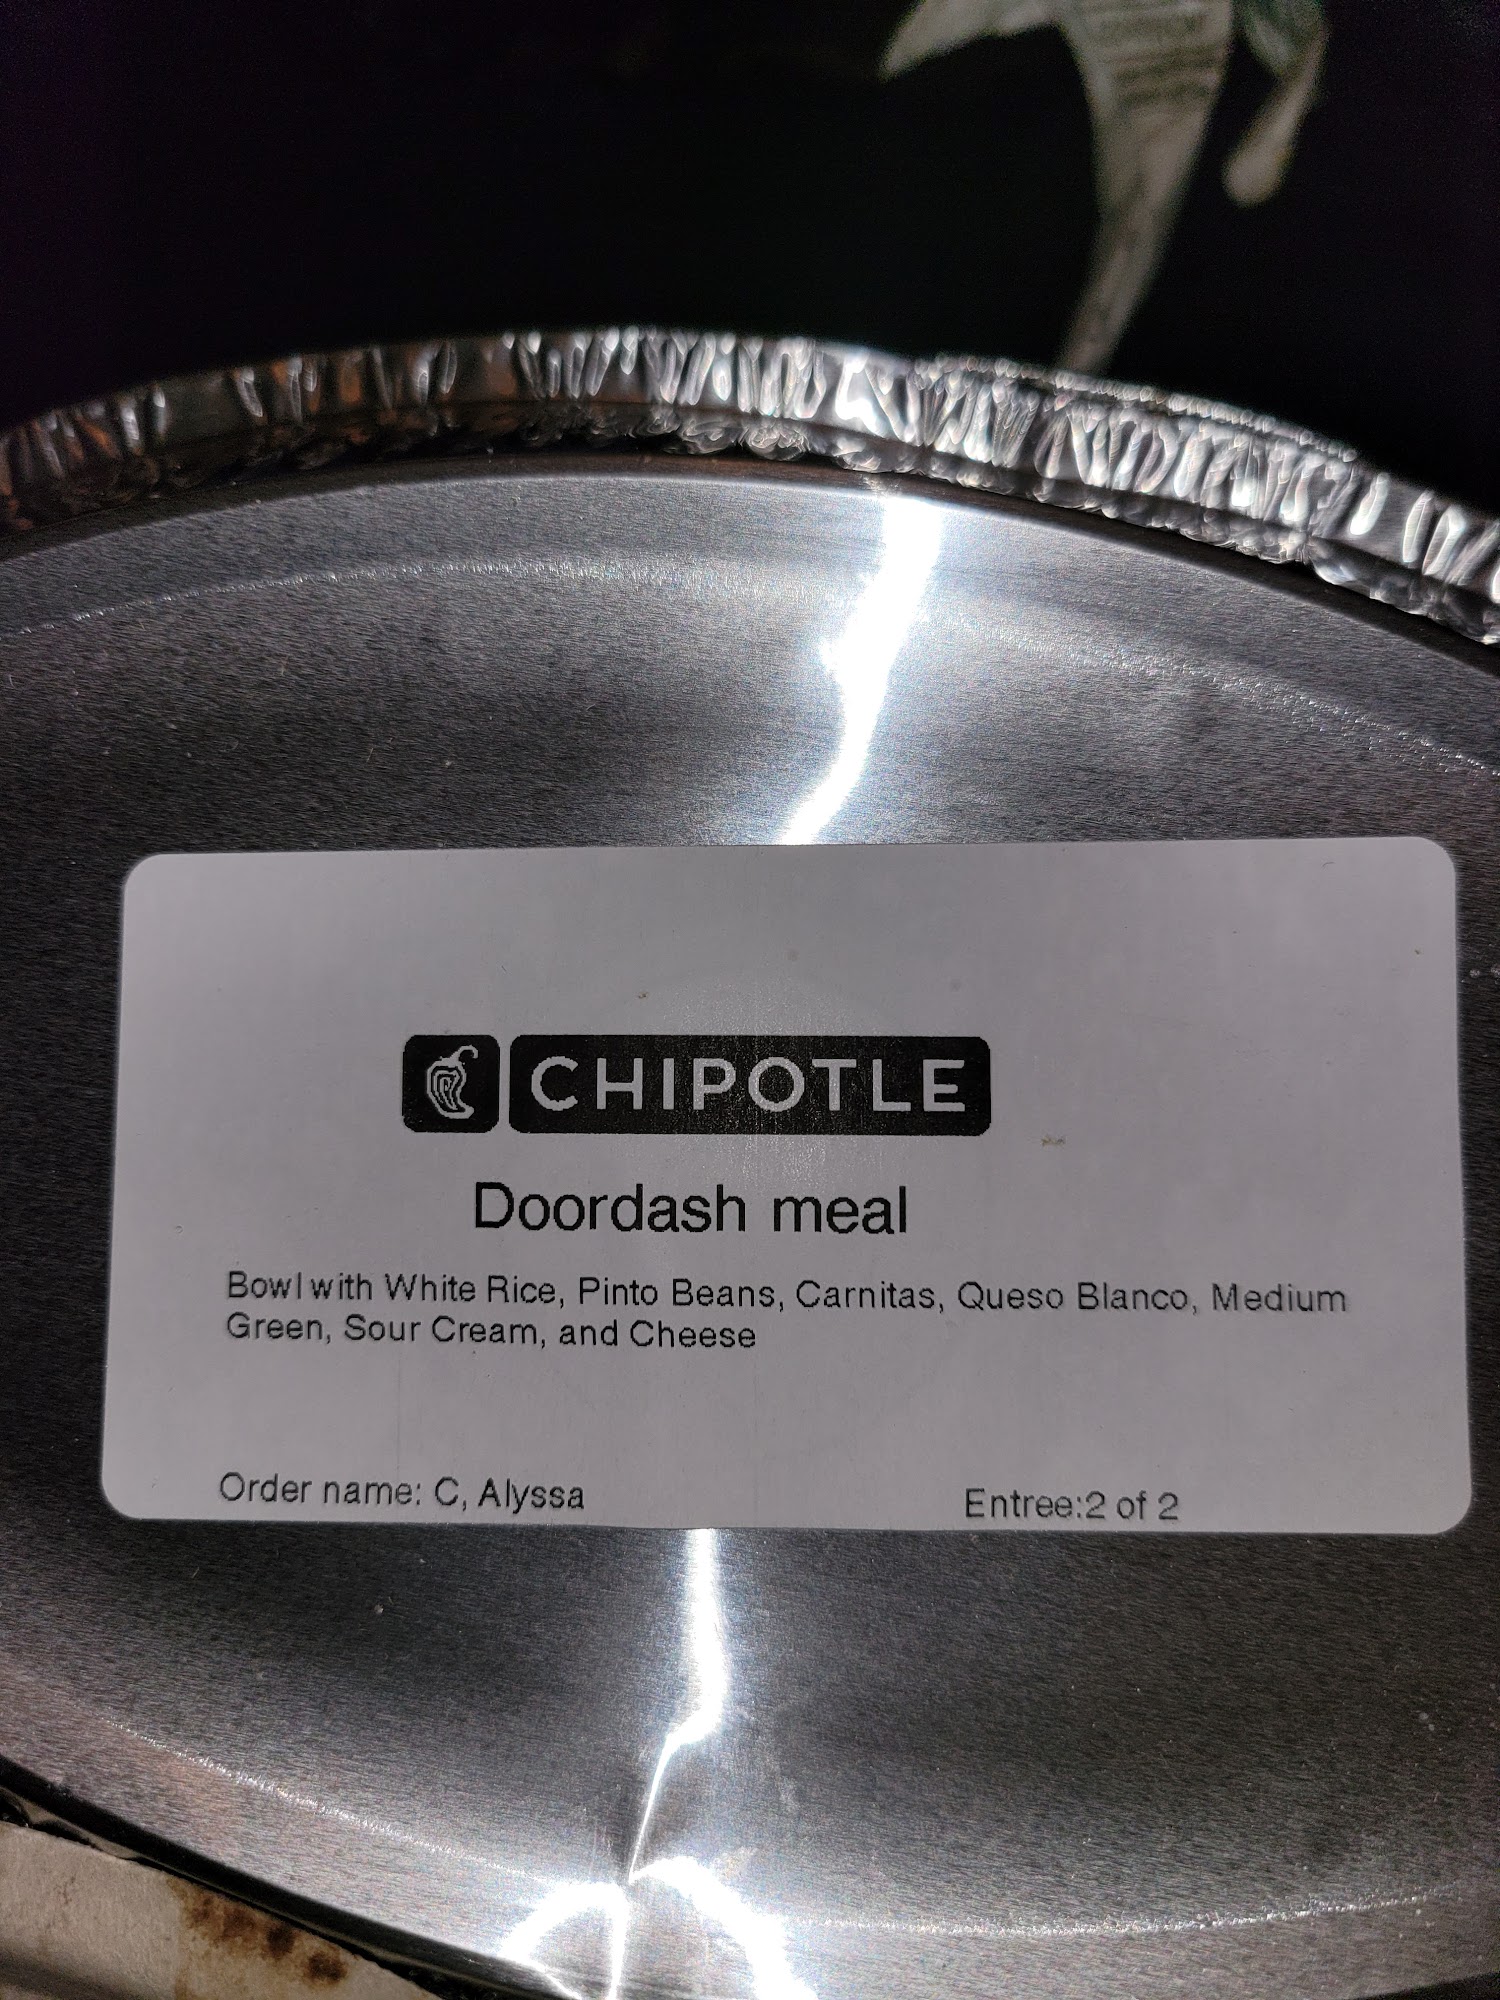 CHIPOTLE
Doordash meal
Bowl with White Rice, Pinto Beans, Carnitas, Queso Blanco, Medium
Green, Sour Cream, and Cheese
Order name: C, Alyssa
Entree:2 of 2